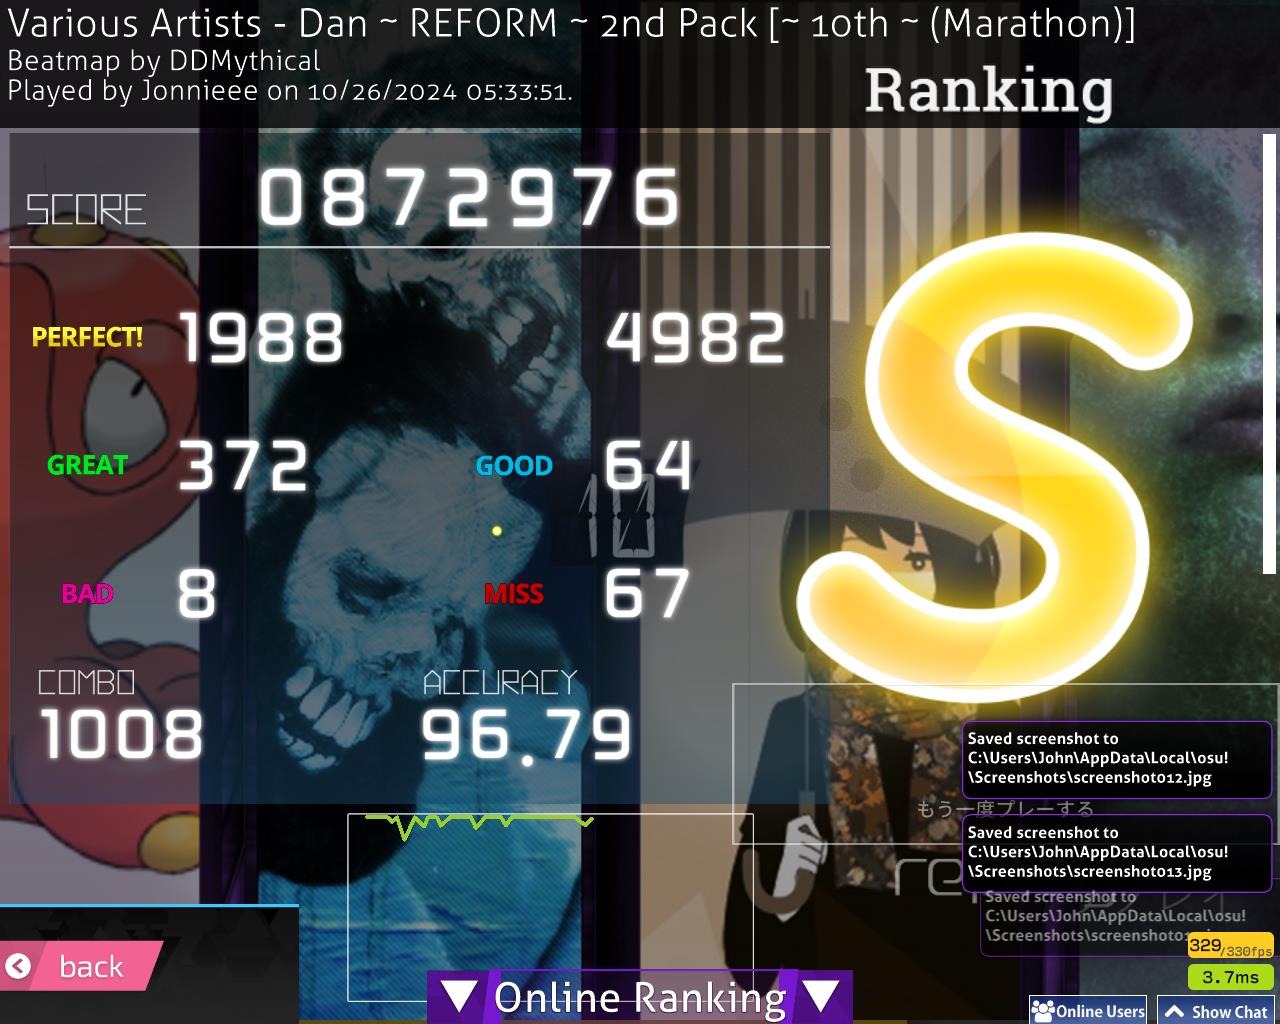 Various Artists - Dan ~ REFORM ~ 2nd Pack [~ 10th ~ (Marathon)]
Beatmap by DDMythical
Played by Jonnieee on 10/26/2024 05:33:51.
Ranking
SCORE 0872976
PERFECT! 1988 4982
GREAT 372 GOOD 64
10
BAD 8 MISS 67
COMBO ACCURACY
1008 96.79
Saved screenshot to
C:\Users\John\AppData\Local\osu!
\Screenshots\screenshot012.jpg
もう一度プレーする
Saved screenshot to
C:\Users\John\AppData\Local\osu!
\Screenshots\screenshot013.jpg
Saved screenshot to
C:\Users\John\AppData\Local\osu!
329/330fps
3.7ms
back
Online Ranking
Online Users
Show Chat